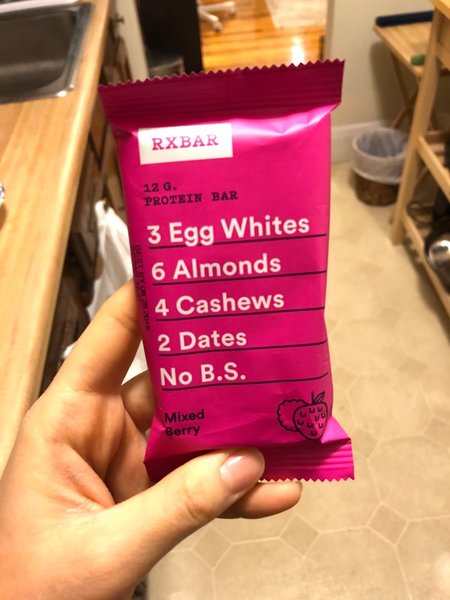 RXBAR
12 G.
PROTEIN BAR
3 Egg Whites
6 Almonds
4 Cashews
2 Dates
No B.S.
Mixed
Berry